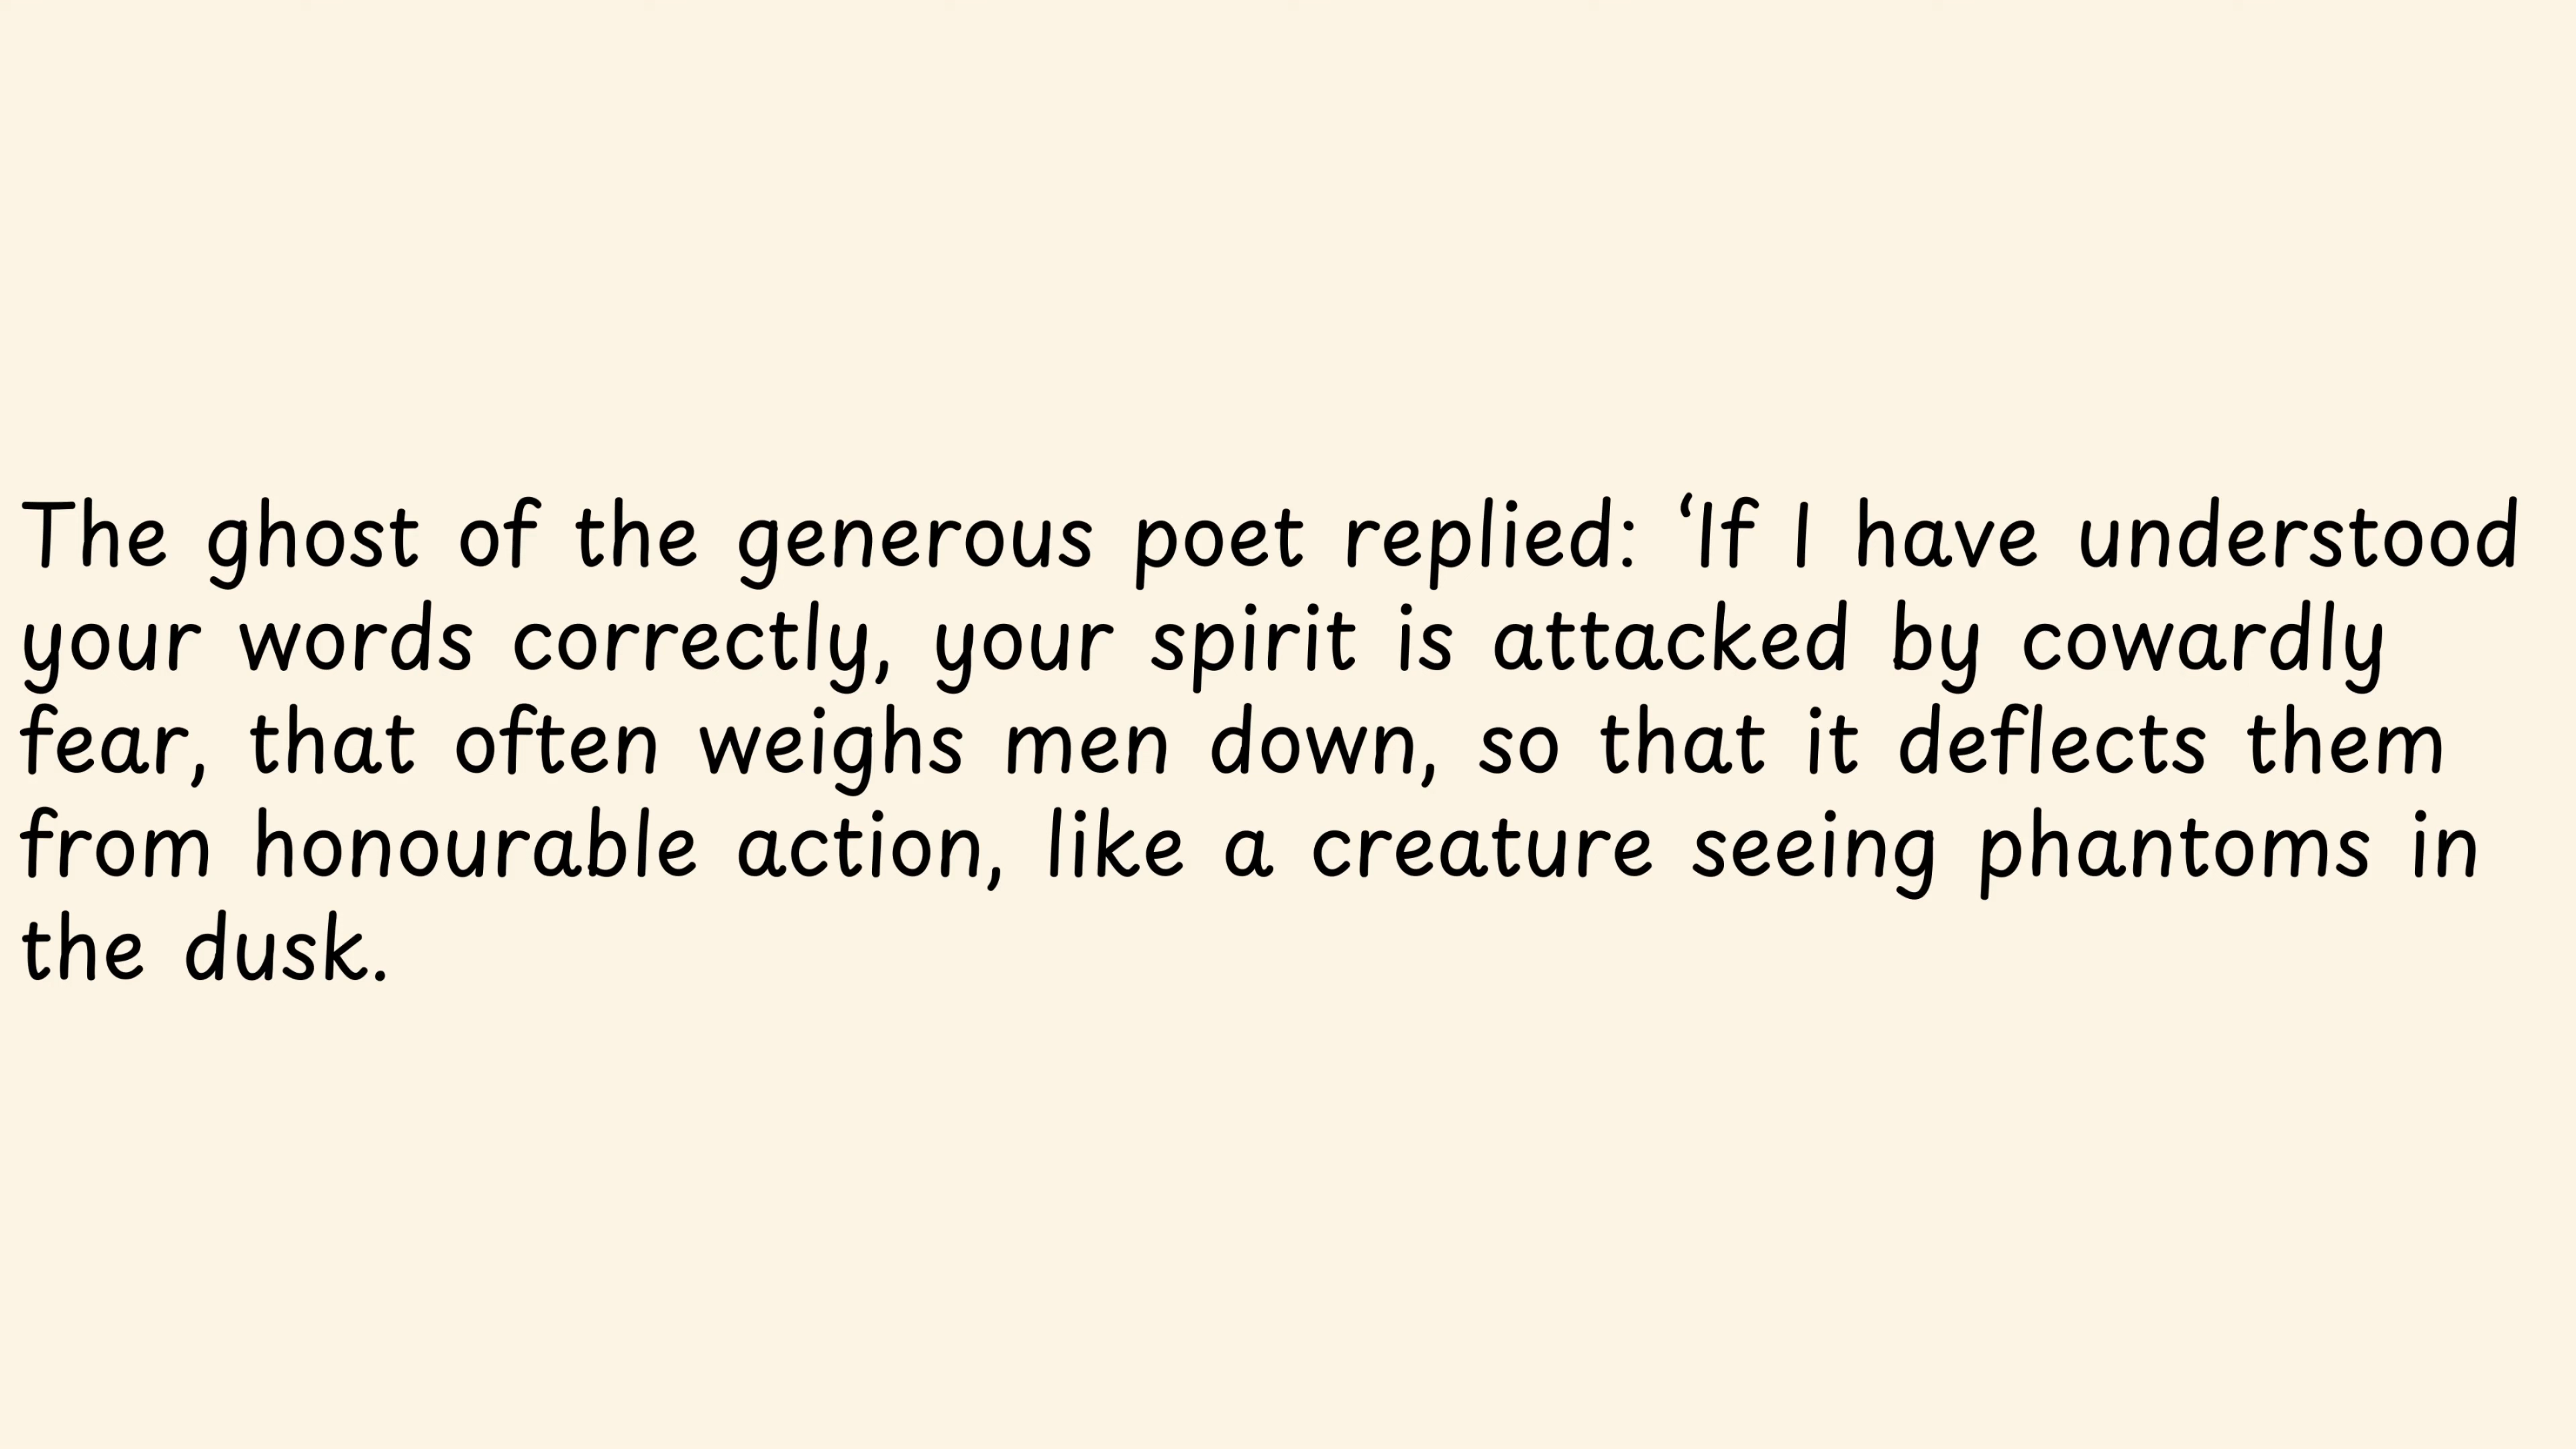 The ghost of the generous poet replied: ‘If I have understood
your words correctly, your spirit is attacked by cowardly
fear, that often weighs men down, so that it deflects them
from honourable action, like a creature seeing phantoms in
the dusk.